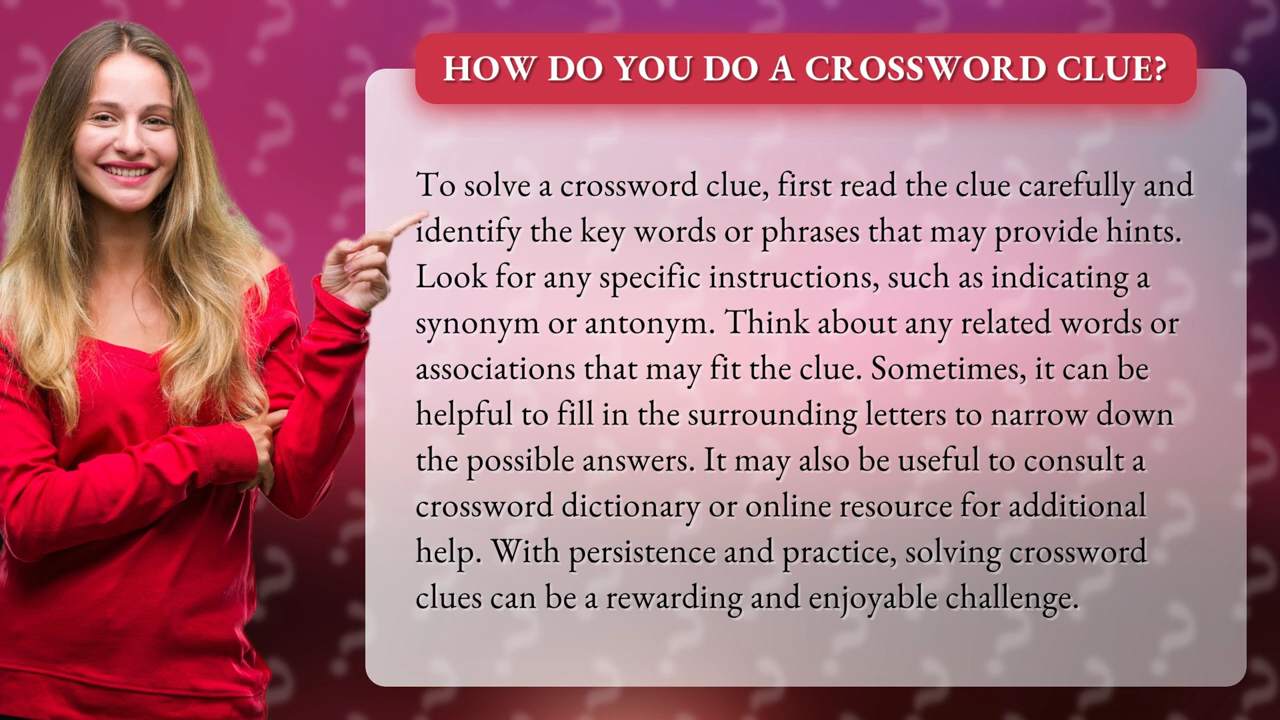 HOW DO YOU DO A CROSSWORD CLUE?
To solve a crossword clue, first read the clue carefully and
identify the key words or phrases that may provide hints.
Look for any specific instructions, such as indicating a
synonym or antonym. Think about any related words or
associations that may fit the clue. Sometimes, it can be
helpful to fill in the surrounding letters to narrow down
the possible answers. It may also be useful to consult a
crossword dictionary or online resource for additional
help. With persistence and practice, solving crossword
clues can be a rewarding and enjoyable challenge.